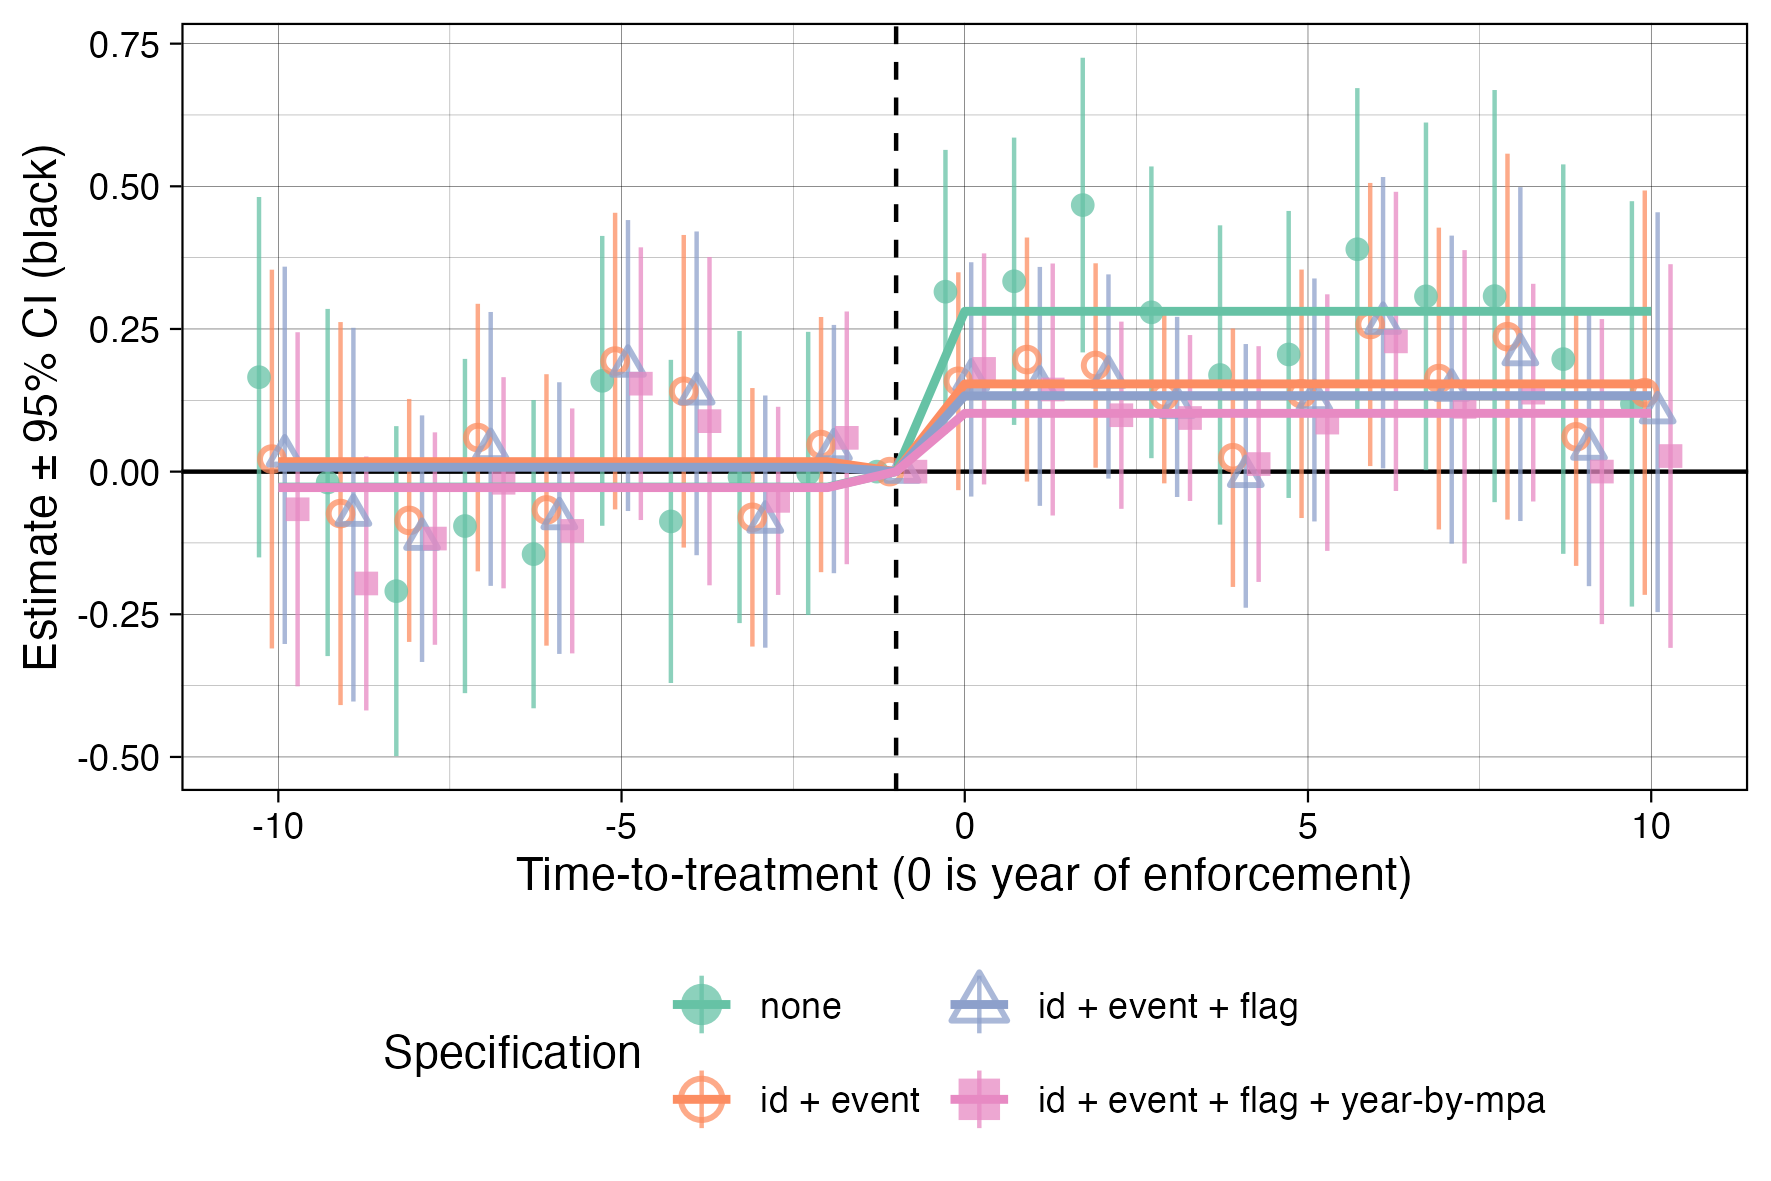 Estimate ± 95% CI (black)
0.75
0.50
0.25
0.00
-0.25
-0.50
-10 -5 0 5 10
Time-to-treatment (0 is year of enforcement)
Specification
none
id + event
id + event + flag
id + event + flag + year-by-mpa